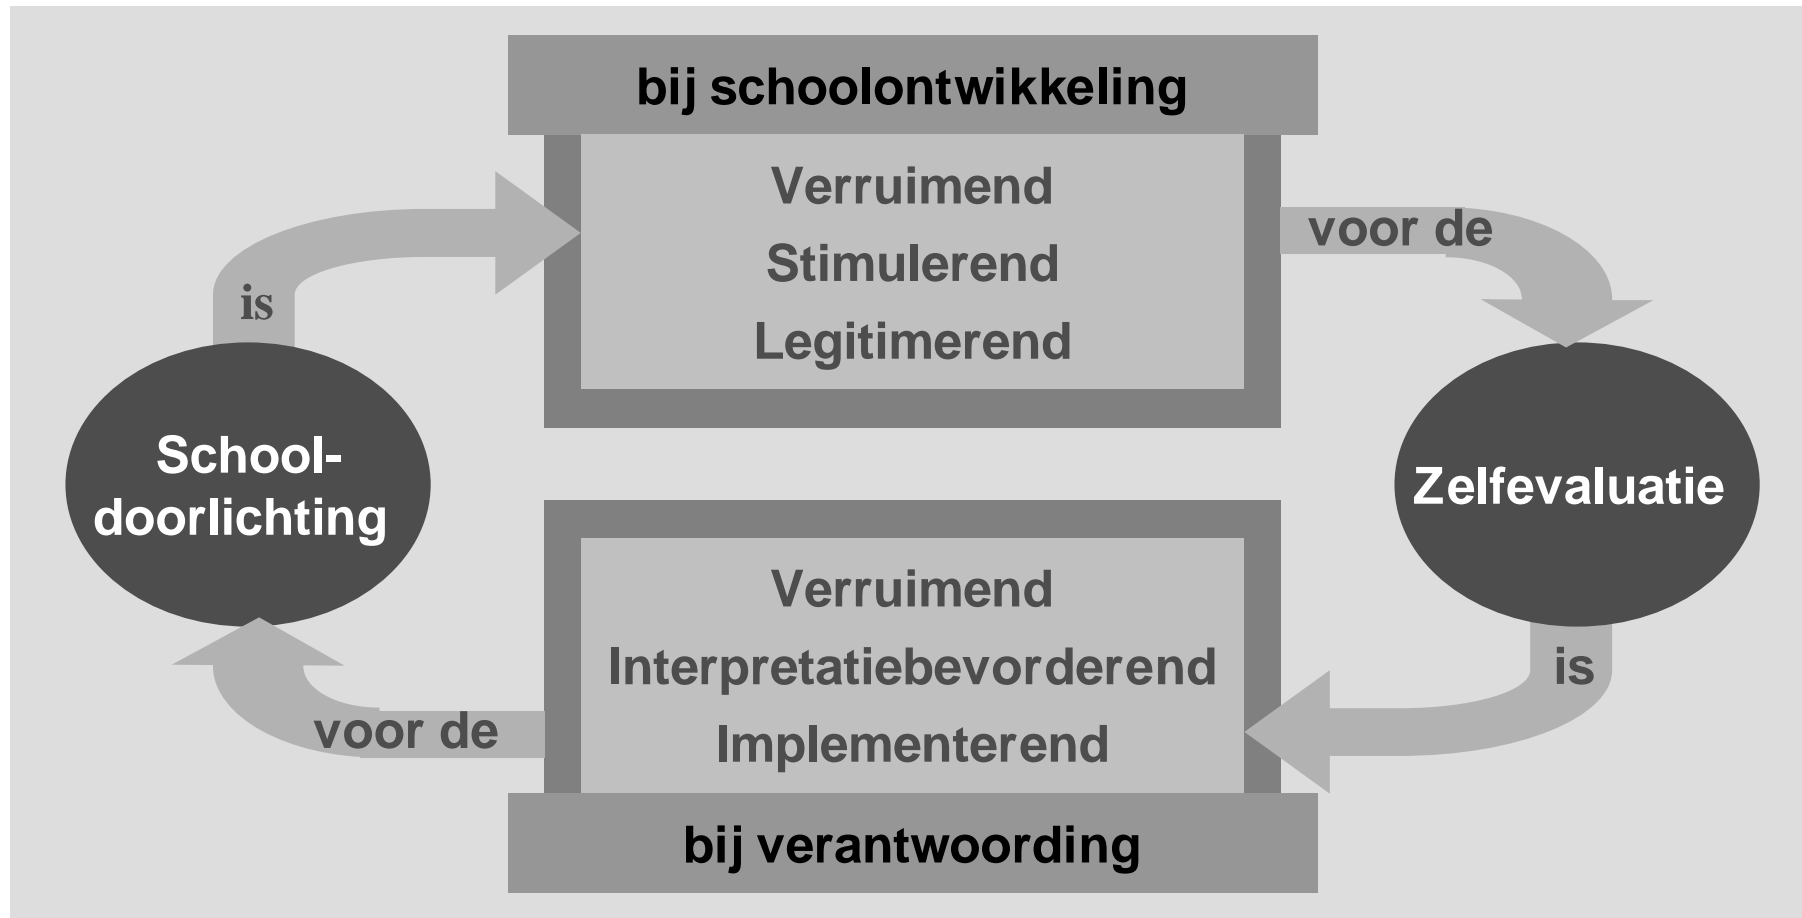 bij schoolontwikkeling
Verruimend
Stimulerend
Legitimerend
voor de
is
School-
doorlichting
Zelfevaluatie
Verruimend
Interpretatiebevorderend
Implementerend
is
voor de
bij verantwoording